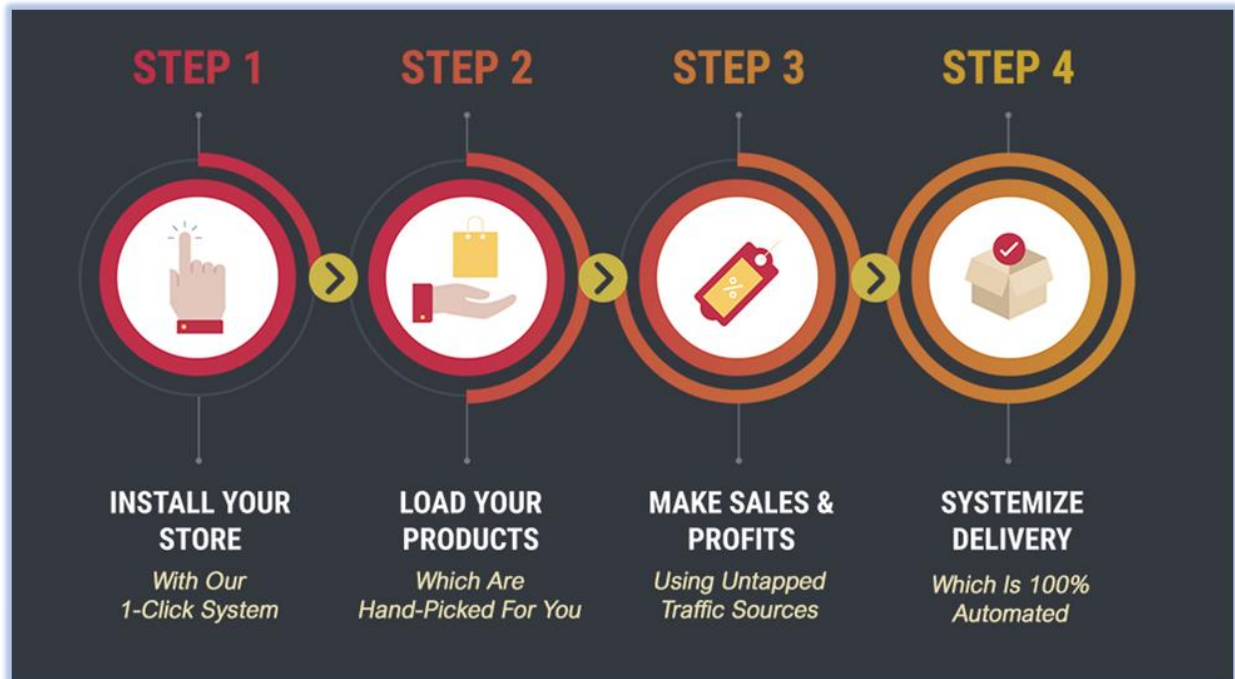 STEP 1
STEP 2
STEP 3
STEP 4
%
INSTALL YOUR
STORE
With Our
1-Click System
LOAD YOUR
PRODUCTS
Which Are
Hand-Picked For You
MAKE SALES &
PROFITS
Using Untapped
Traffic Sources
SYSTEMIZE
DELIVERY
Which Is 100%
Automated